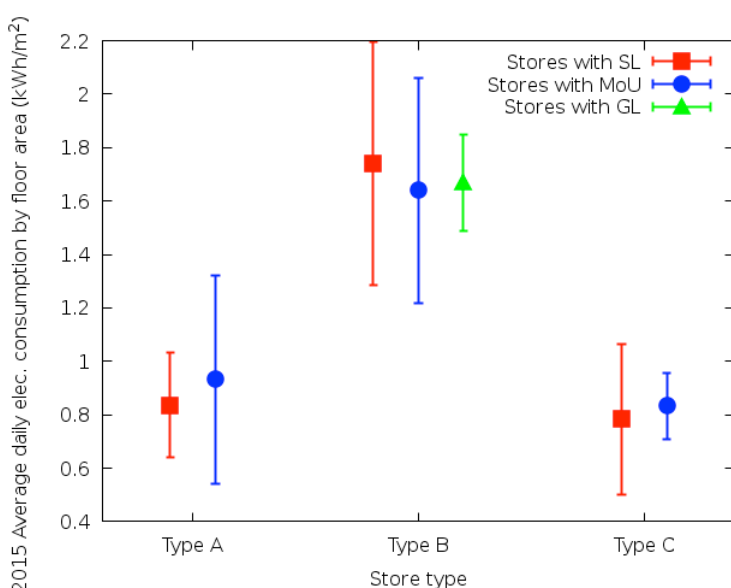 2015 Average daily elec. consumption by floor area (kWh/m²)
2.2
2
1.8
1.6
1.4
1.2
1
0.8
0.6
0.4
Stores with SL
Stores with MoU
Stores with GL
Type A
Type B
Type C
Store type